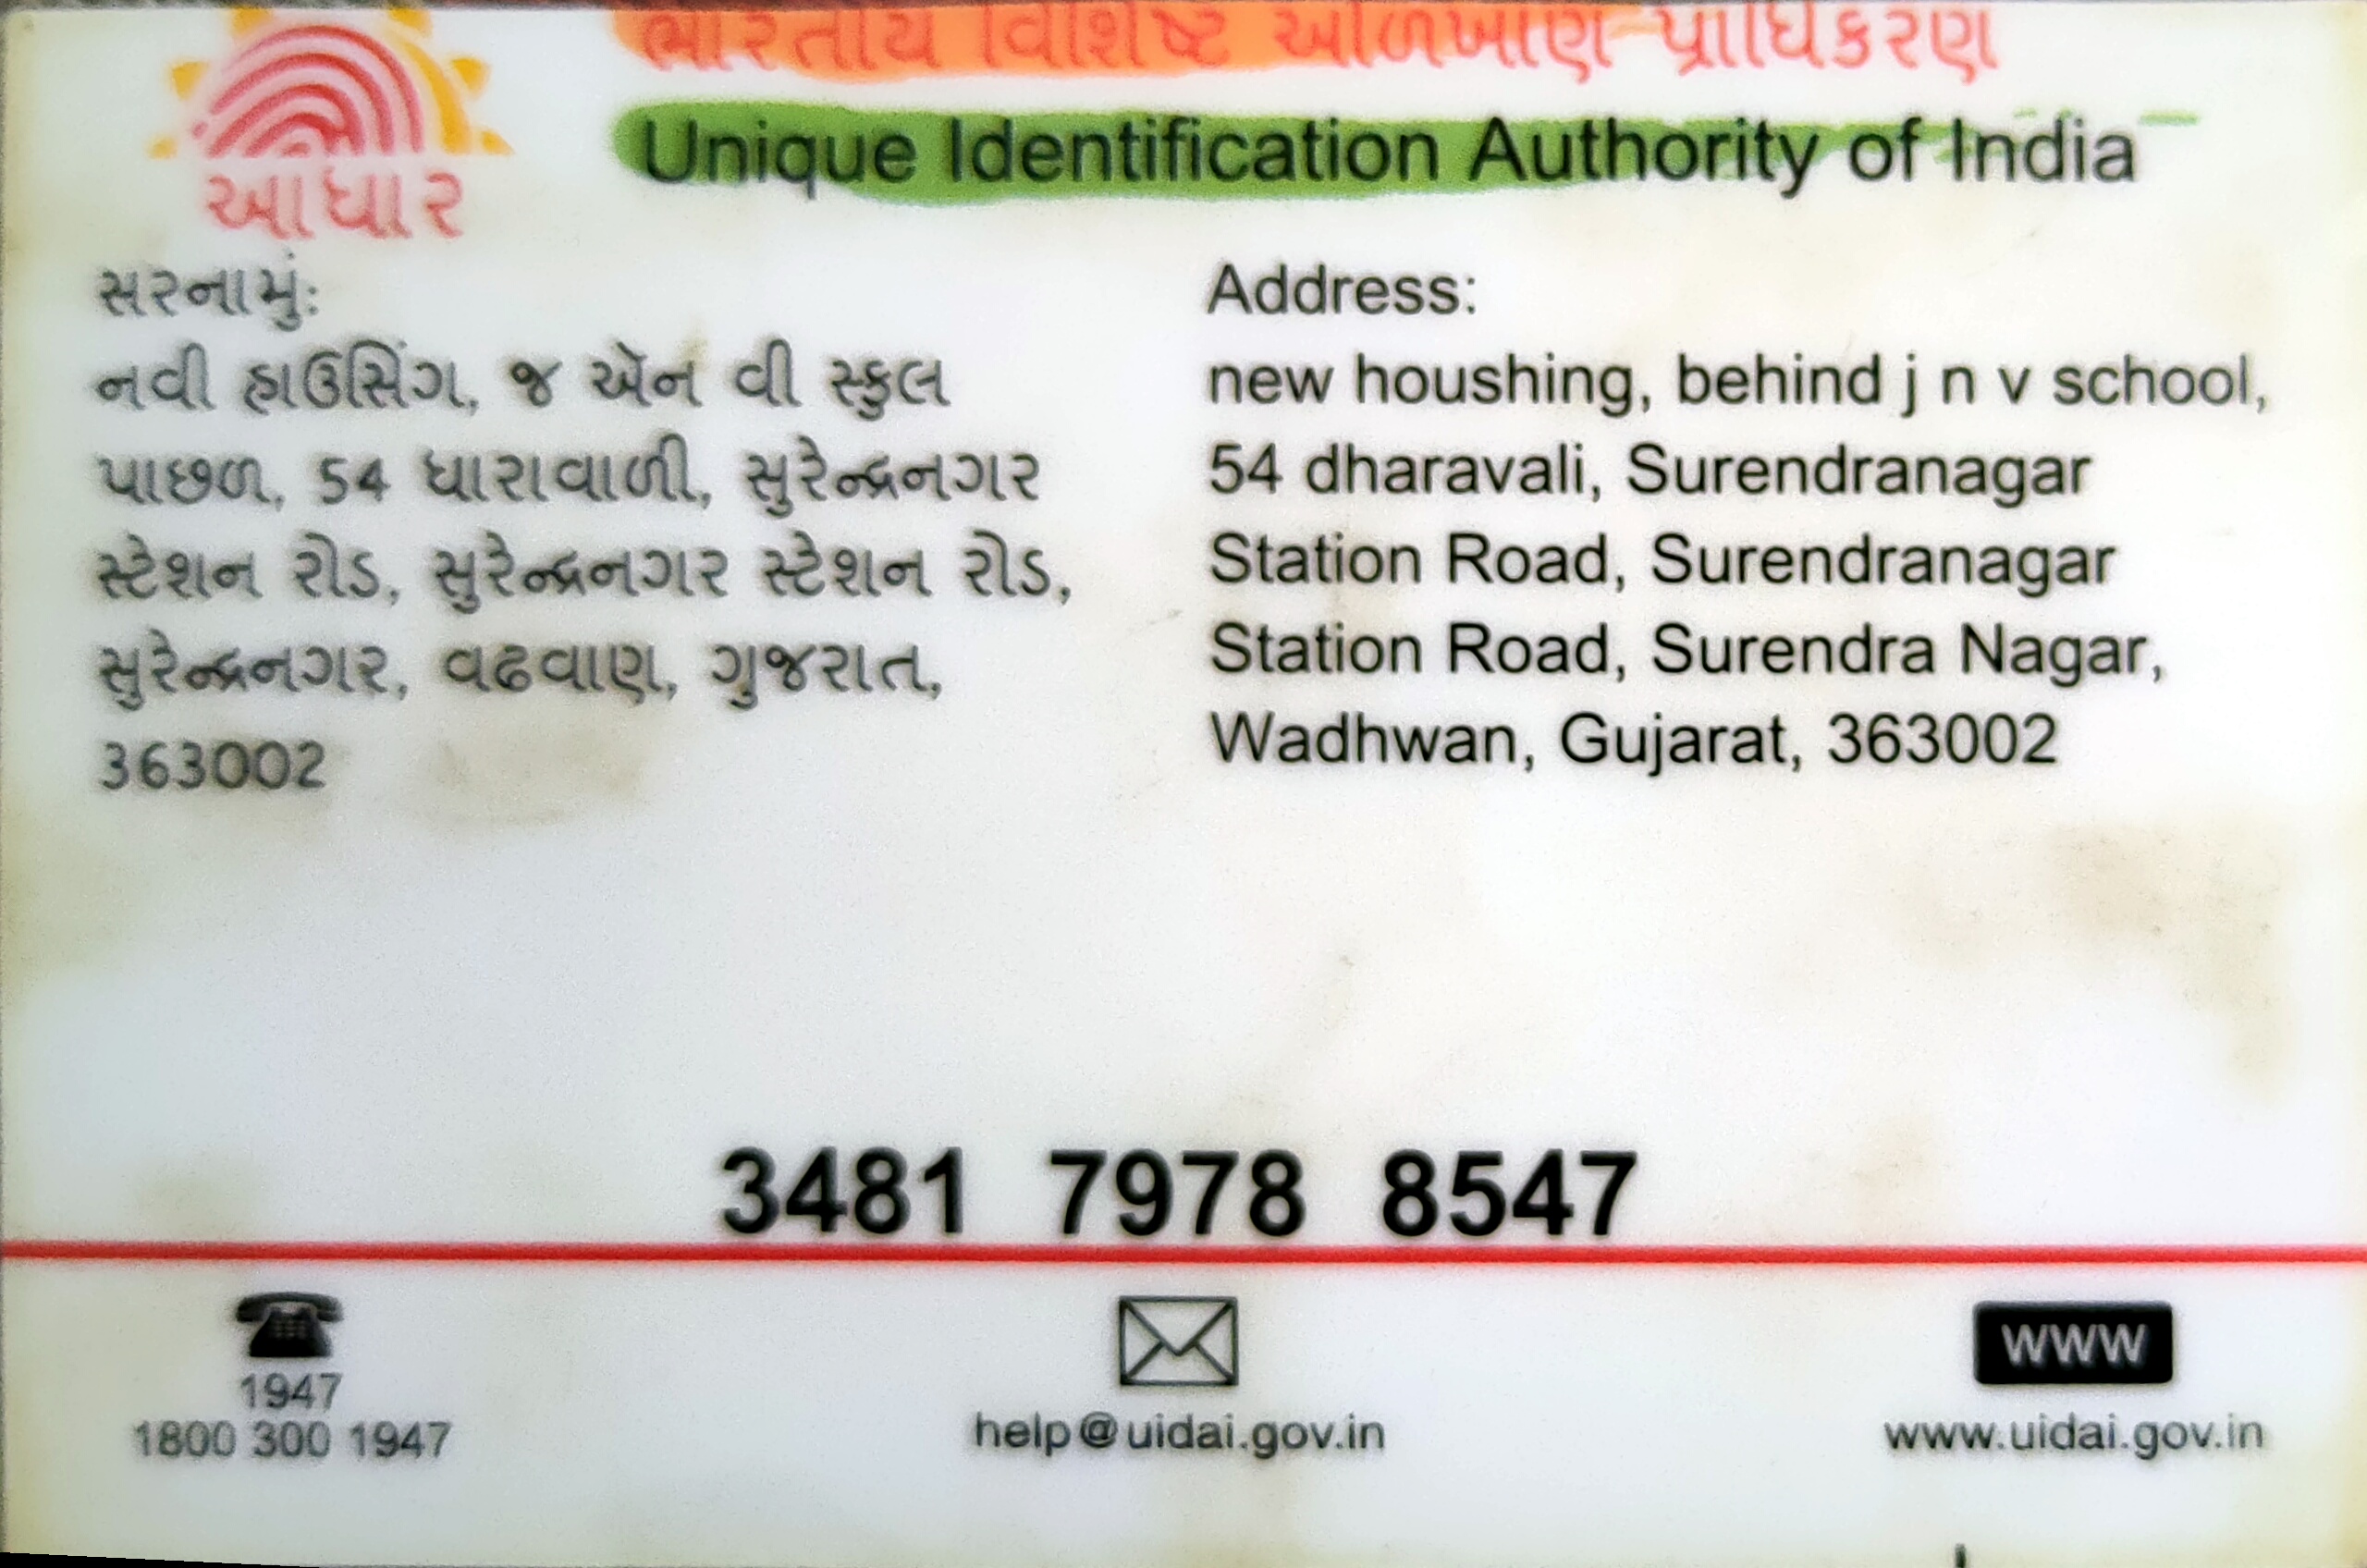 ભારતીય વિશિષ્ટ ઓળખાણ પ્રાધિકરણ
Unique Identification Authority of India
આધાર
સરનામું:
નવી હાઉસિંગ, જ એન વી સ્કુલ
પાછળ, 54 ધારાવાળી, સુરેન્દ્રનગર
સ્ટેશન રોડ, સુરેન્દ્રનગર સ્ટેશન રોડ,
સુરેન્દ્રનગર, વઢવાણ, ગુજરાત,
363002
Address:
new houshing, behind j n v school,
54 dharavali, Surendranagar
Station Road, Surendranagar
Station Road, Surendra Nagar,
Wadhwan, Gujarat, 363002
3481 7978 8547
1947
1800 300 1947
help@uidai.gov.in
www
www.uidai.gov.in